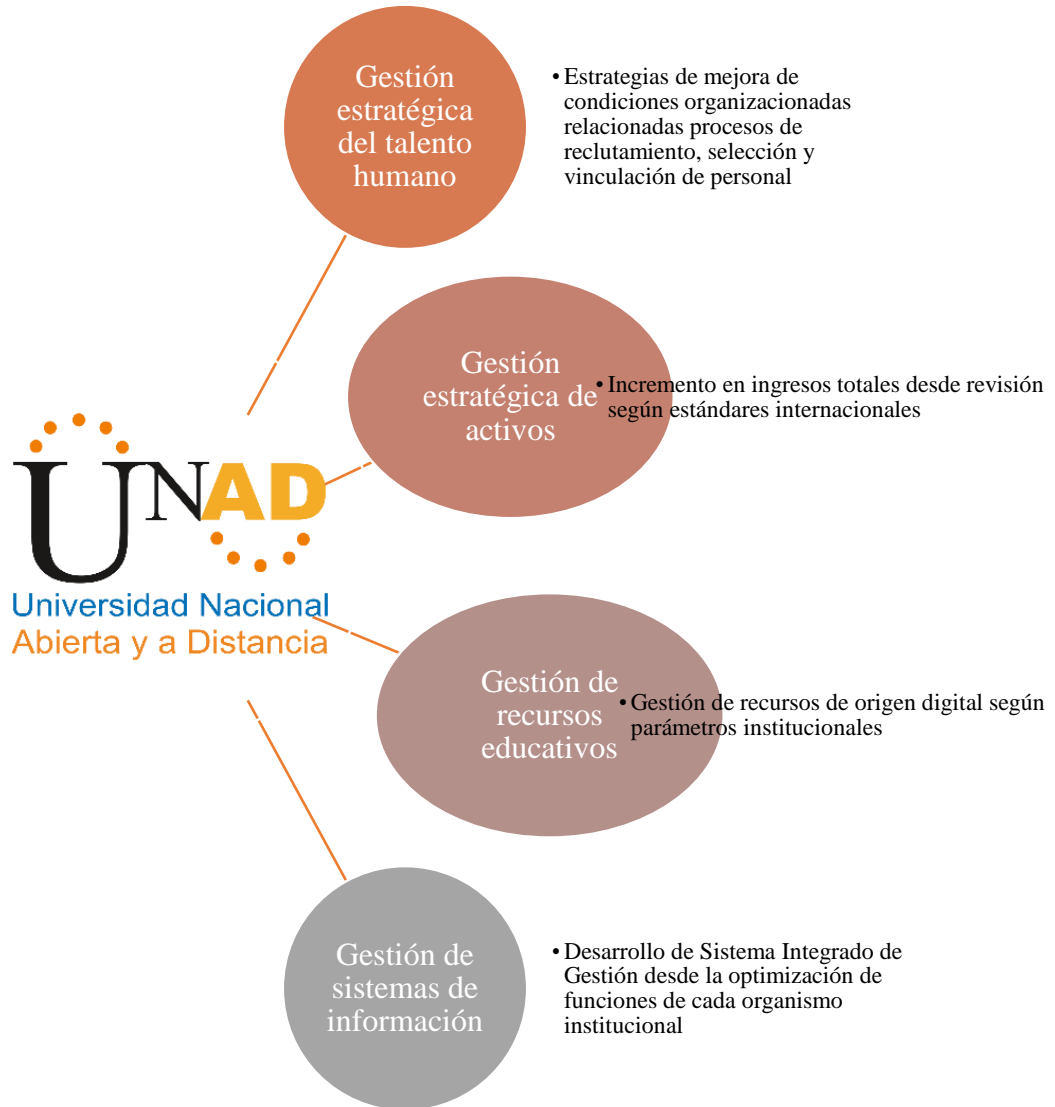 Gestión
estratégica
del talento
humano
• Estrategias de mejora de
condiciones organizacionadas
relacionadas procesos de
reclutamiento, selección y
vinculación de personal
Gestión
estratégica de
activos
• Incremento en ingresos totales desde revisión
según estándares internacionales
UNAD
Universidad Nacional
Abierta y a Distancia
Gestión de
recursos
educativos
• Gestión de recursos de origen digital según
parámetros institucionales
Gestión de
sistemas de
información
• Desarrollo de Sistema Integrado de
Gestión desde la optimización de
funciones de cada organismo
institucional